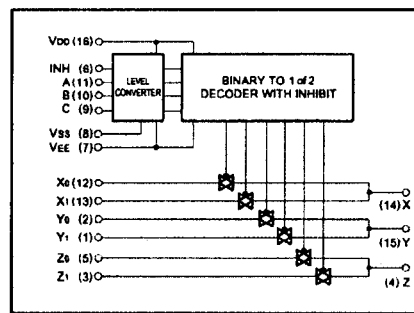 VDD (16)
INH (6)
A (11)
B (10)
C (9)
VSS (8)
VEE (7)
LEVEL
CONVERTER
BINARY TO 1 of 2
DECODER WITH INHIBIT
X0 (12)
X1 (13)
Y0 (2)
Y1 (1)
Z0 (5)
Z1 (3)
(14) X
(15) Y
(4) Z